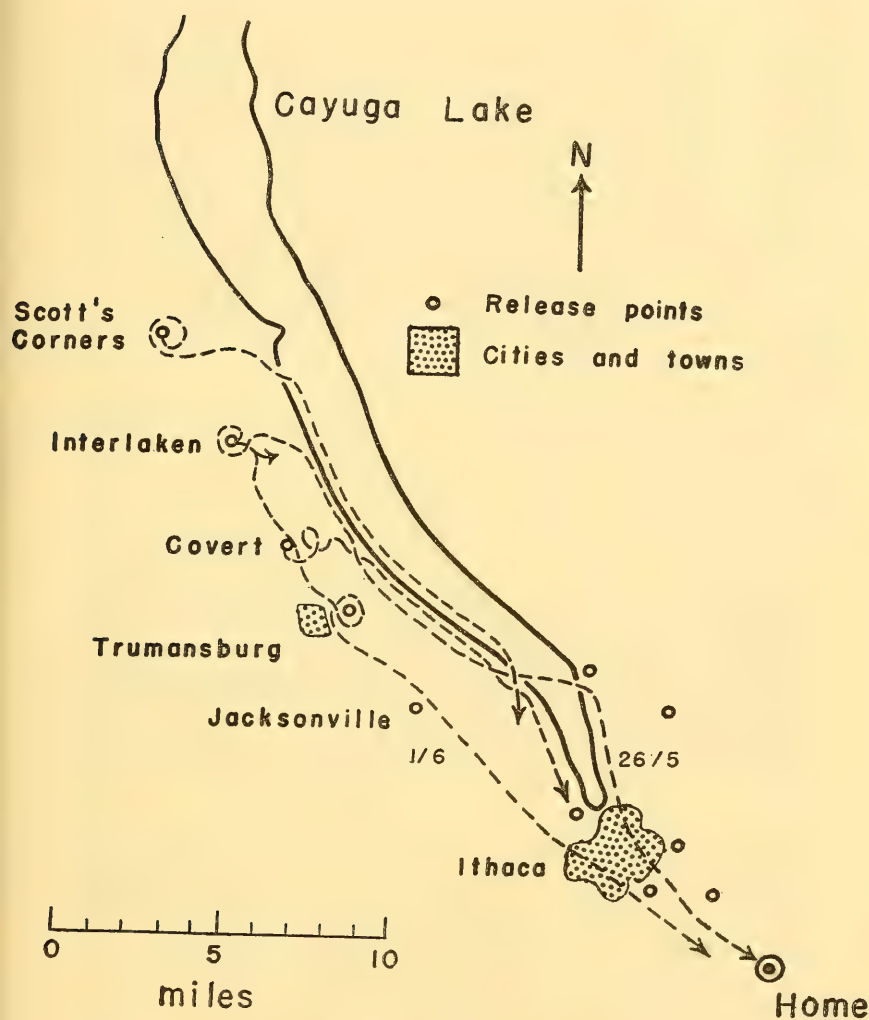 Cayuga Lake
N
Release points
Cities and towns
Scott's
Corners
Interlaken
Covert
Trumansburg
Jacksonville
1/6
26/5
Ithaca
0 5 10
miles
Home